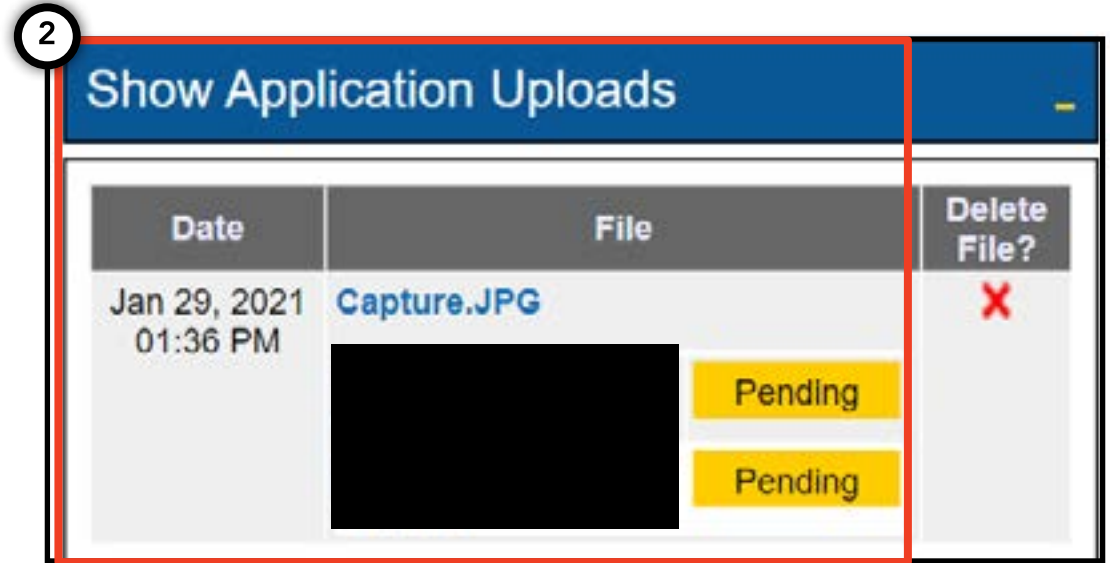 2
Show Application Uploads
Date
File
Delete
File?
Jan 29, 2021
01:36 PM
Capture.JPG
Pending
Pending